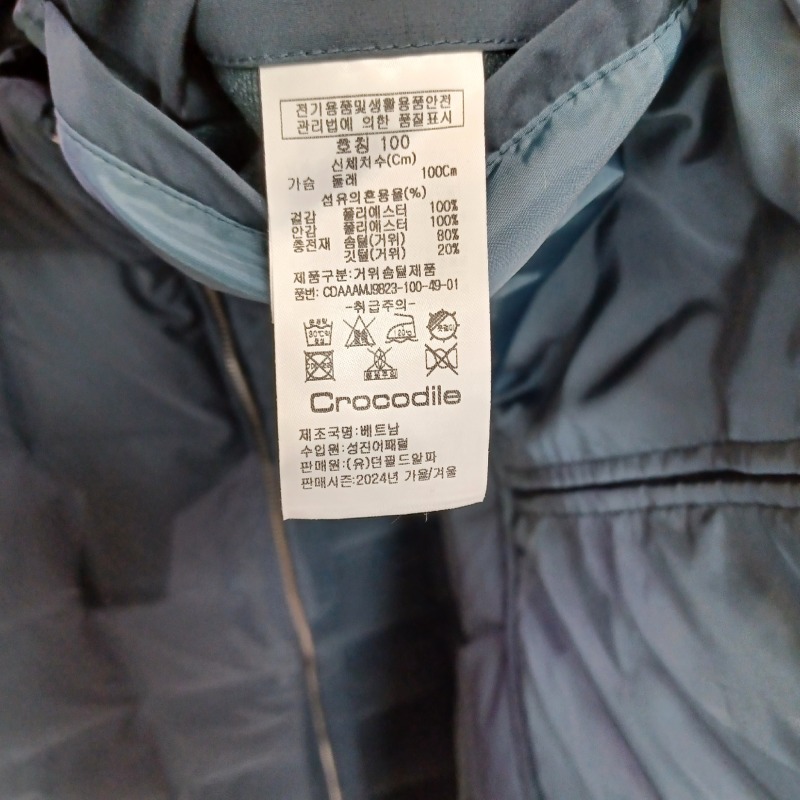 전기용품및생활용품안전
관리법에 의한 품질표시
호칭 100
신체치수(Cm)
가슴 둘레 100Cm
섬유의혼용율(%)
겉감 폴리에스터 100%
안감 폴리에스터 100%
충전재 솜털(거위) 80%
깃털(거위) 20%
제품구분:거위솜털제품
품번: CDAAAMJ9823-100-49-01
-취급주의-
Crocodile
제조국명:베트남
수입원:성진어패럴
판매원:(유)던필드알파
판매시즌:2024년 가을/겨울